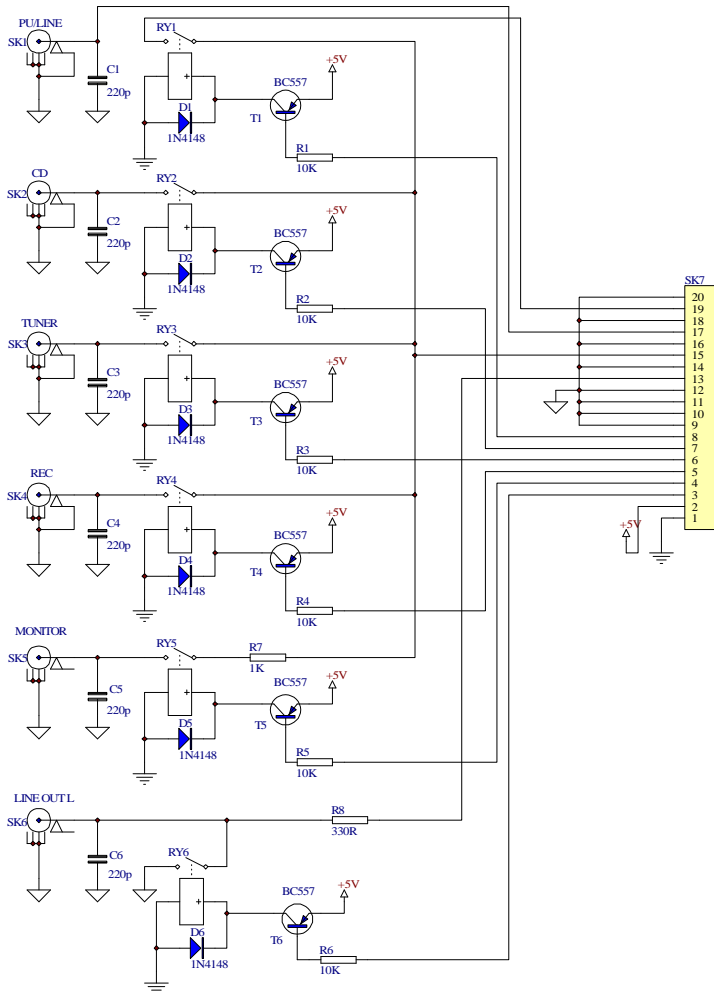 PU/LINE
SK1
C1
220p
RY1
+
D1
1N4148
BC557
T1
+5V
R1
10K
CD
SK2
C2
220p
RY2
+
D2
1N4148
BC557
T2
+5V
R2
10K
TUNER
SK3
C3
220p
RY3
+
D3
1N4148
BC557
T3
+5V
R3
10K
REC
SK4
C4
220p
RY4
+
D4
1N4148
BC557
T4
+5V
R4
10K
MONITOR
SK5
C5
220p
RY5
+
D5
1N4148
R7
1K
BC557
T5
+5V
R5
10K
LINE OUT L
SK6
C6
220p
RY6
+
D6
1N4148
R8
330R
BC557
T6
+5V
R6
10K
SK7
20
19
18
17
16
15
14
13
12
11
10
9
8
7
6
5
4
3
2
1
+5V